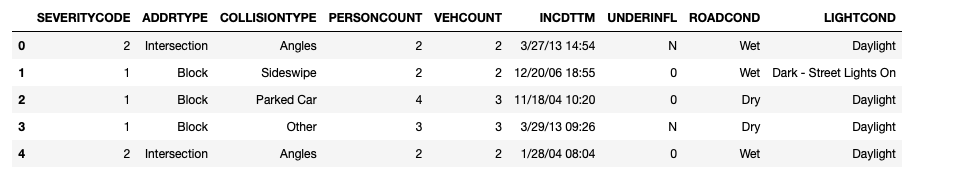 SEVERITYCODE ADDRTYPE COLLISIONTYPE PERSONCOUNT VEHCOUNT INCDTTM UNDERINFL ROADCOND LIGHTCOND
0 2 Intersection Angles 2 2 3/27/13 14:54 N Wet Daylight
1 1 Block Sideswipe 2 2 12/20/06 18:55 0 Wet Dark - Street Lights On
2 1 Block Parked Car 4 3 11/18/04 10:20 0 Dry Daylight
3 1 Block Other 3 3 3/29/13 09:26 N Dry Daylight
4 2 Intersection Angles 2 2 1/28/04 08:04 0 Wet Daylight